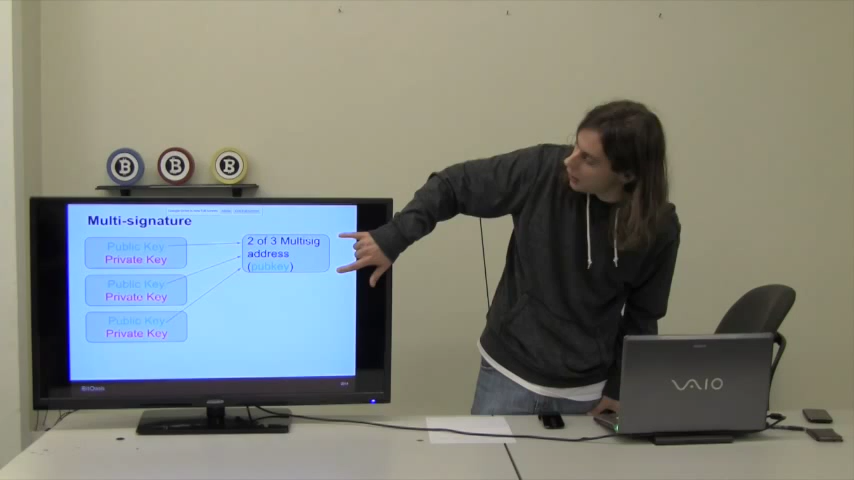 Multi-signature
Public Key
Private Key
Public Key
Private Key
Public Key
Private Key
2 of 3 Multisig
address
(pubkey)
VAIO